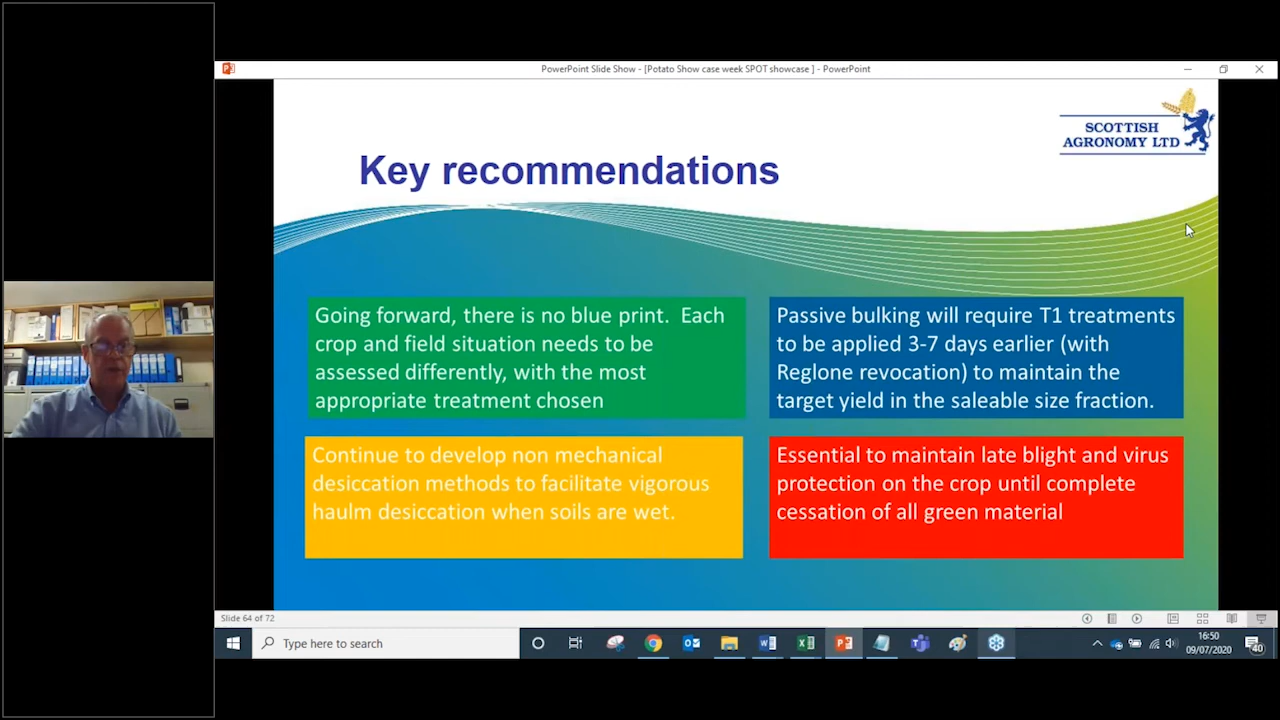 PowerPoint Slide Show - [Potato Show case week SPOT showcase ] - PowerPoint
SCOTTISH
AGRONOMY LTD
Key recommendations
Going forward, there is no blue print. Each
crop and field situation needs to be
assessed differently, with the most
appropriate treatment chosen
Passive bulking will require T1 treatments
to be applied 3-7 days earlier (with
Reglone revocation) to maintain the
target yield in the saleable size fraction.
Continue to develop non mechanical
desiccation methods to facilitate vigorous
haulm desiccation when soils are wet.
Essential to maintain late blight and virus
protection on the crop until complete
cessation of all green material
Slide 64 of 72
Type here to search
16:50
09/07/2020
40